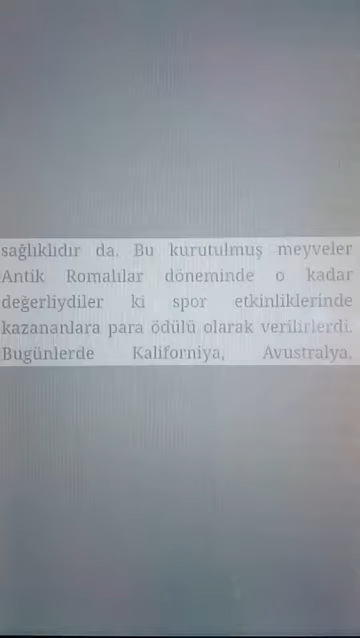 sağlıklıdır da. Bu kurutulmuş meyveler
Antik Romalılar döneminde o kadar
değerliydiler ki spor etkinliklerinde
kazananlara para ödülü olarak verilirlerdi.
Bugünlerde Kaliforniya, Avustralya,